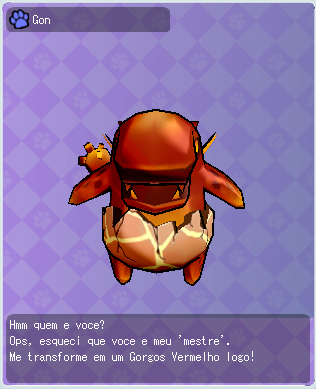 Gon
Hmm quem e voce?
Ops, esqueci que voce e meu 'mestre'.
Me transforme em um Gorgos Vermelho logo!